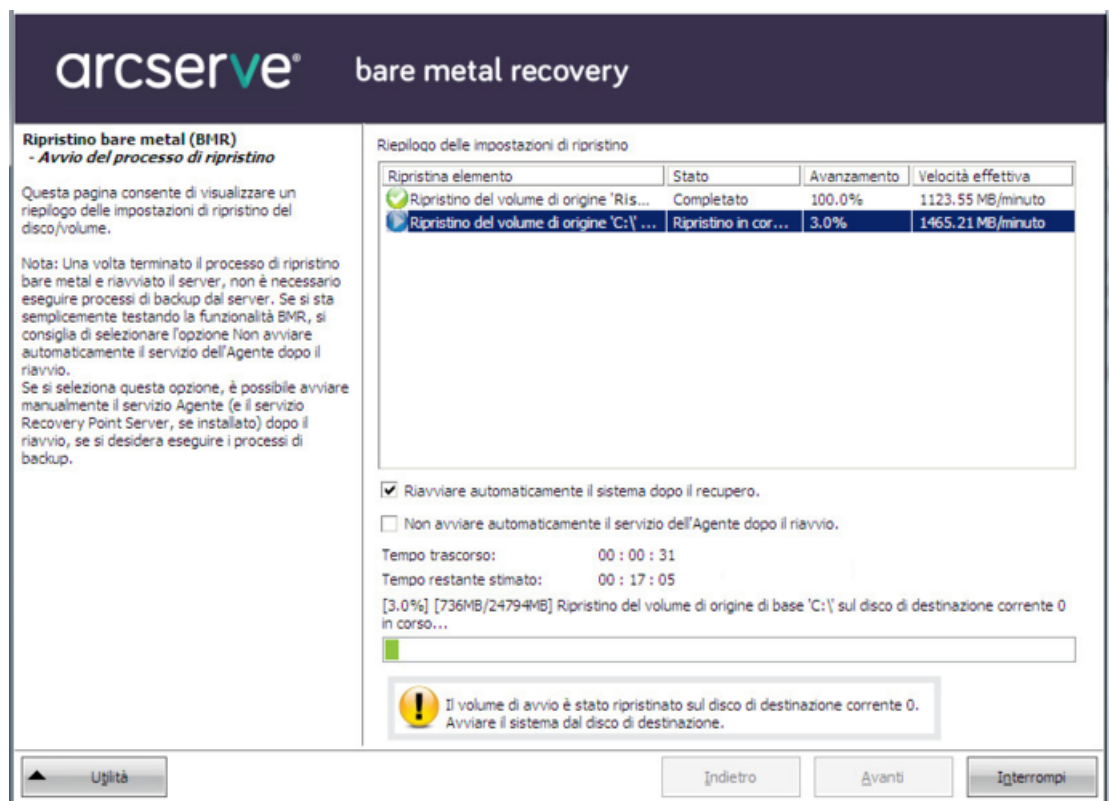 arcserve® bare metal recovery
Ripristino bare metal (BMR)
- Avvio del processo di ripristino
Questa pagina consente di visualizzare un
riepilogo delle impostazioni di ripristino del
disco/volume.
Nota: Una volta terminato il processo di ripristino
bare metal e riavviato il server, non è necessario
eseguire processi di backup dal server. Se si sta
semplicemente testando la funzionalità BMR, si
consiglia di selezionare l'opzione Non avviare
automaticamente il servizio dell'Agente dopo il
riavvio.
Se si seleziona questa opzione, è possibile avviare
manualmente il servizio Agente (e il servizio
Recovery Point Server, se installato) dopo il
riavvio, se si desidera eseguire i processi di
backup.
Riepilogo delle impostazioni di ripristino
Ripristina elemento Stato Avanzamento Velocità effettiva
Ripristino del volume di origine 'Ris... Completato 100.0% 1123.55 MB/minuto
Ripristino del volume di origine 'C:\' ... Ripristino in cor... 3.0% 1465.21 MB/minuto
Riavviare automaticamente il sistema dopo il recupero.
Non avviare automaticamente il servizio dell'Agente dopo il riavvio.
Tempo trascorso: 00 : 00 : 31
Tempo restante stimato: 00 : 17 : 05
[3.0%] [736MB/24794MB] Ripristino del volume di origine di base 'C:\' sul disco di destinazione corrente 0
in corso...
Il volume di avvio è stato ripristinato sul disco di destinazione corrente 0.
Avviare il sistema dal disco di destinazione.
Utilità Indietro Avanti Interrompi